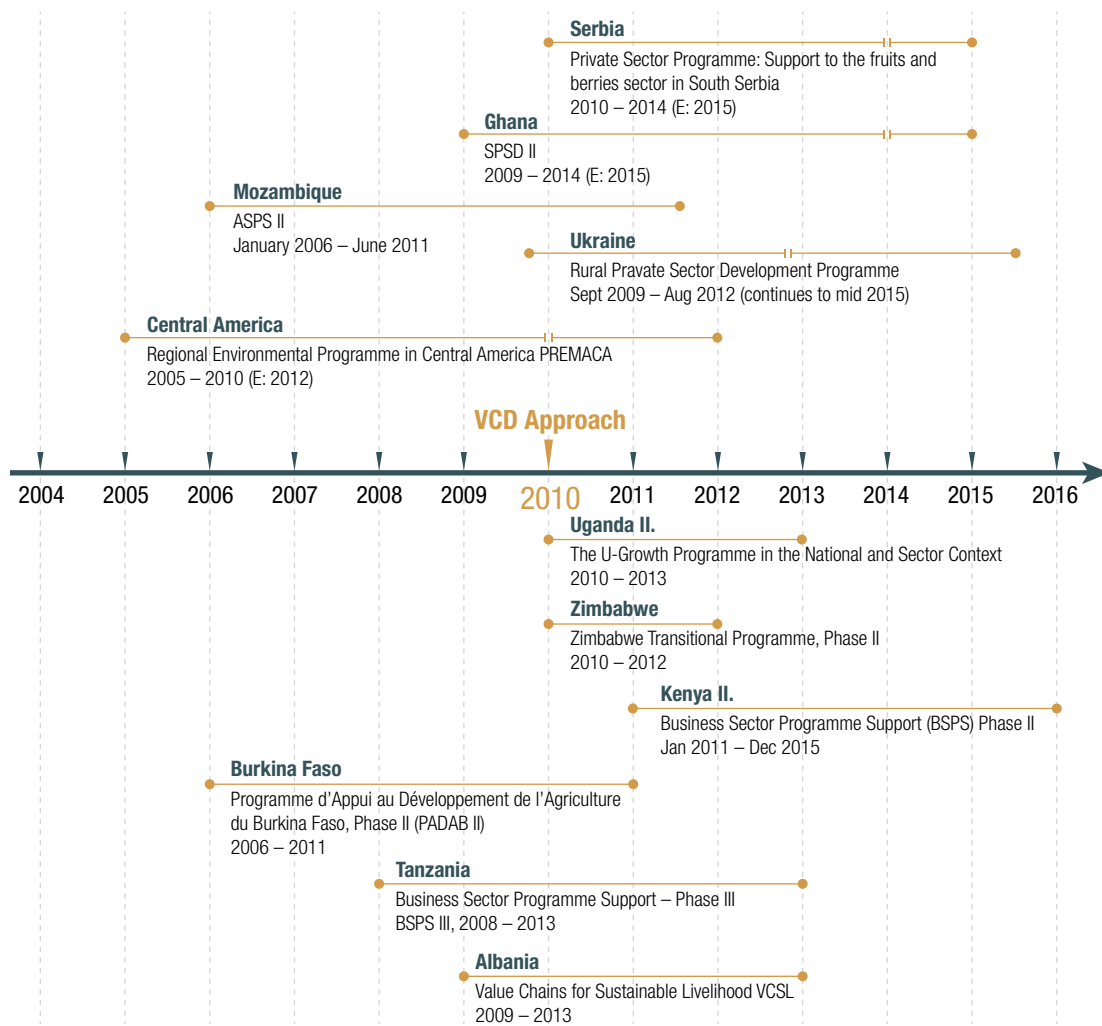 Serbia
Private Sector Programme: Support to the fruits and
berries sector in South Serbia
2010 – 2014 (E: 2015)
Ghana
SPSD II
2009 – 2014 (E: 2015)
Mozambique
ASPS II
January 2006 – June 2011
Ukraine
Rural Pravate Sector Development Programme
Sept 2009 – Aug 2012 (continues to mid 2015)
Central America
Regional Environmental Programme in Central America PREMACA
2005 – 2010 (E: 2012)
VCD Approach
2004 2005 2006 2007 2008 2009 2010 2011 2012 2013 2014 2015 2016
Uganda II.
The U-Growth Programme in the National and Sector Context
2010 – 2013
Zimbabwe
Zimbabwe Transitional Programme, Phase II
2010 – 2012
Kenya II.
Business Sector Programme Support (BSPS) Phase II
Jan 2011 – Dec 2015
Burkina Faso
Programme d’Appui au Développement de l’Agriculture
du Burkina Faso, Phase II (PADAB II)
2006 – 2011
Tanzania
Business Sector Programme Support – Phase III
BSPS III, 2008 – 2013
Albania
Value Chains for Sustainable Livelihood VCSL
2009 – 2013